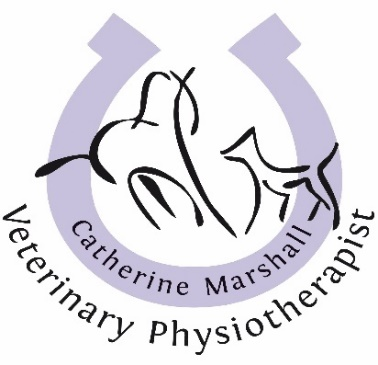 Catherine Marshall
Veterinary Physiotherapist